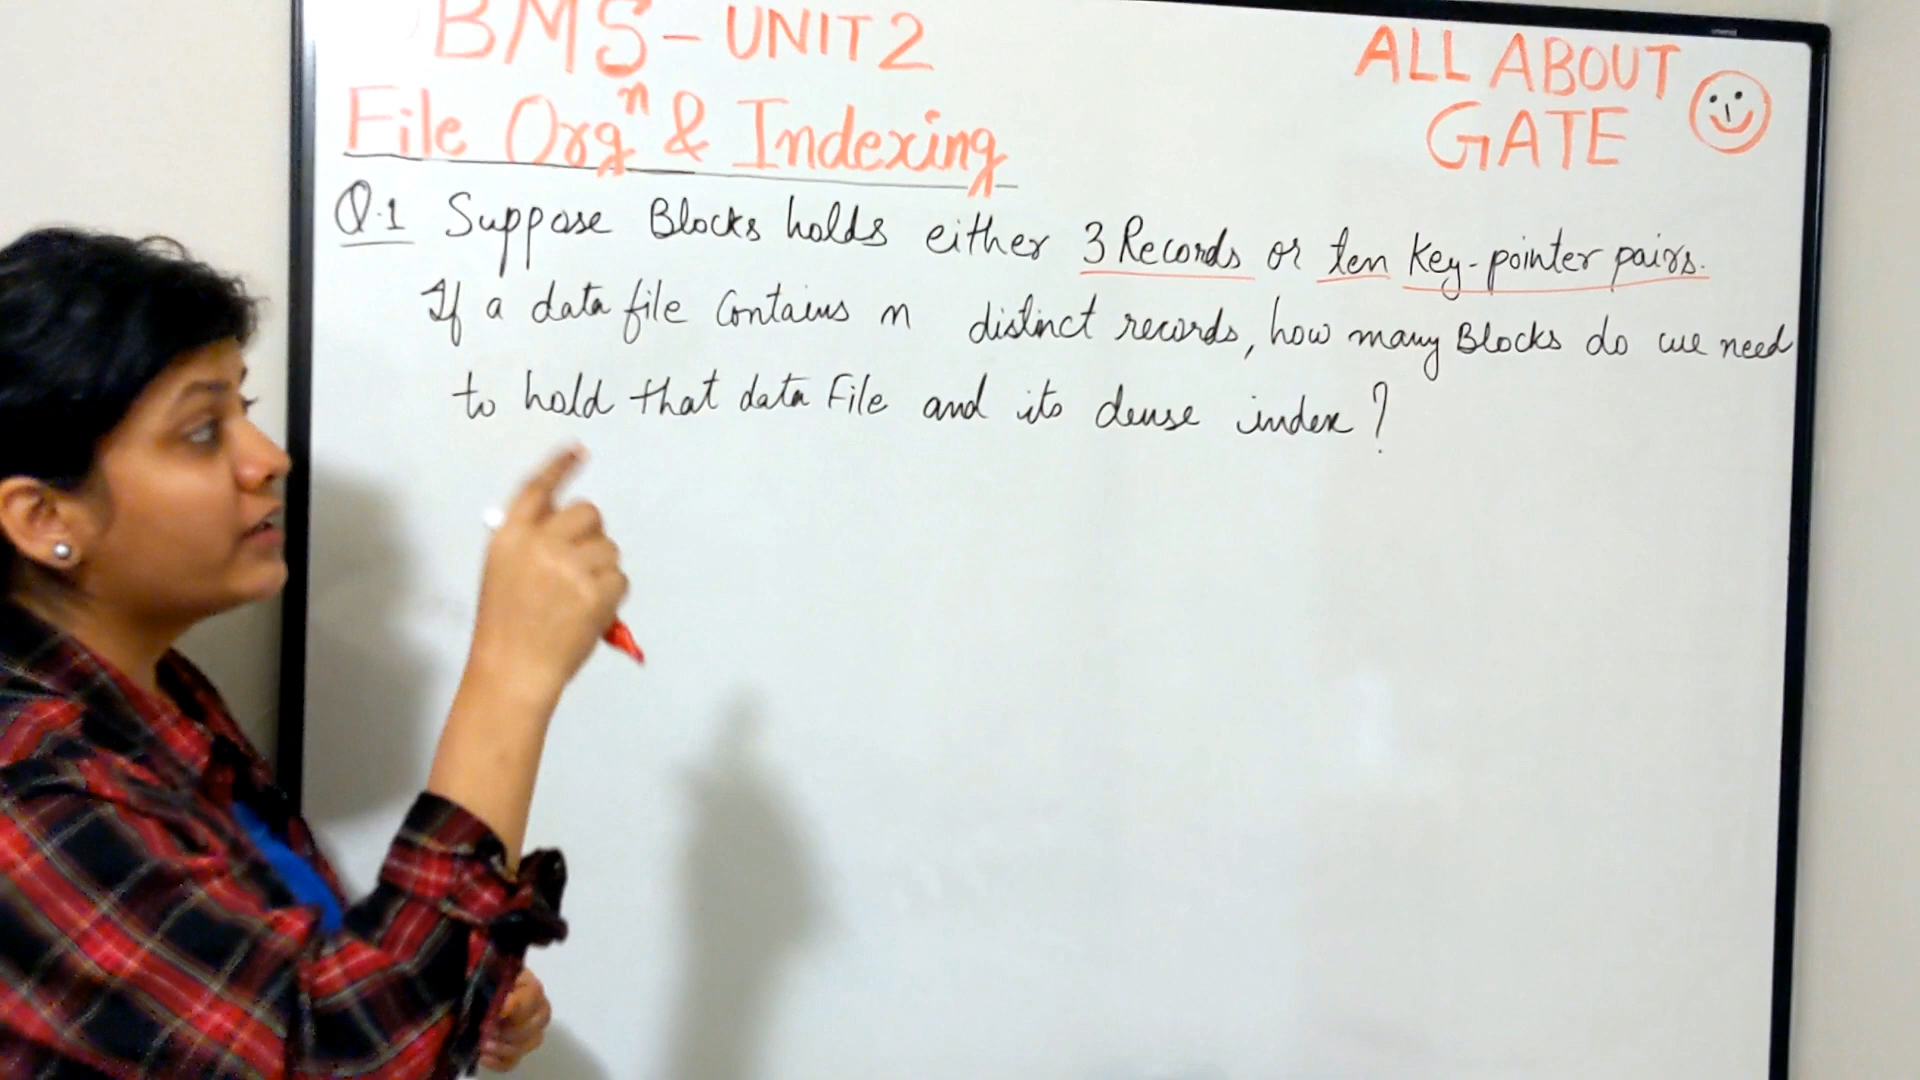 BMS - UNIT 2
File Orgⁿ & Indexing
ALL ABOUT
GATE
Q.1 Suppose Blocks holds either 3 Records or ten key-pointer pairs.
If a data file contains n distinct records, how many Blocks do we need
to hold that data File and its dense index?